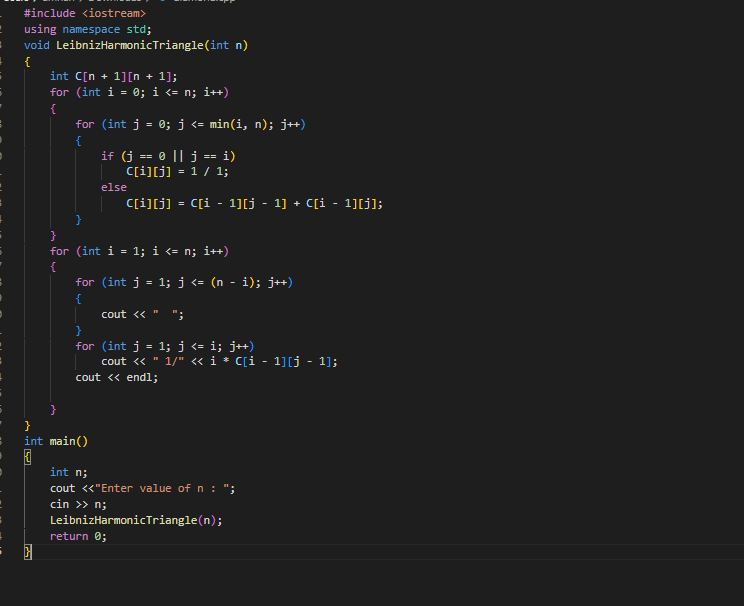 #include <iostream>
using namespace std;
void LeibnizHarmonicTriangle(int n)
{
    int C[n + 1][n + 1];
    for (int i = 0; i <= n; i++)
    {
        for (int j = 0; j <= min(i, n); j++)
        {
            if (j == 0 || j == i)
                C[i][j] = 1 / 1;
            else
                C[i][j] = C[i - 1][j - 1] + C[i - 1][j];
        }
    }
    for (int i = 1; i <= n; i++)
    {
        for (int j = 1; j <= (n - i); j++)
        {
            cout << "  ";
        }
        for (int j = 1; j <= i; j++)
            cout << " 1/" << i * C[i - 1][j - 1];
        cout << endl;

    }
}
int main()
{
    int n;
    cout <<"Enter value of n : ";
    cin >> n;
    LeibnizHarmonicTriangle(n);
    return 0;
}